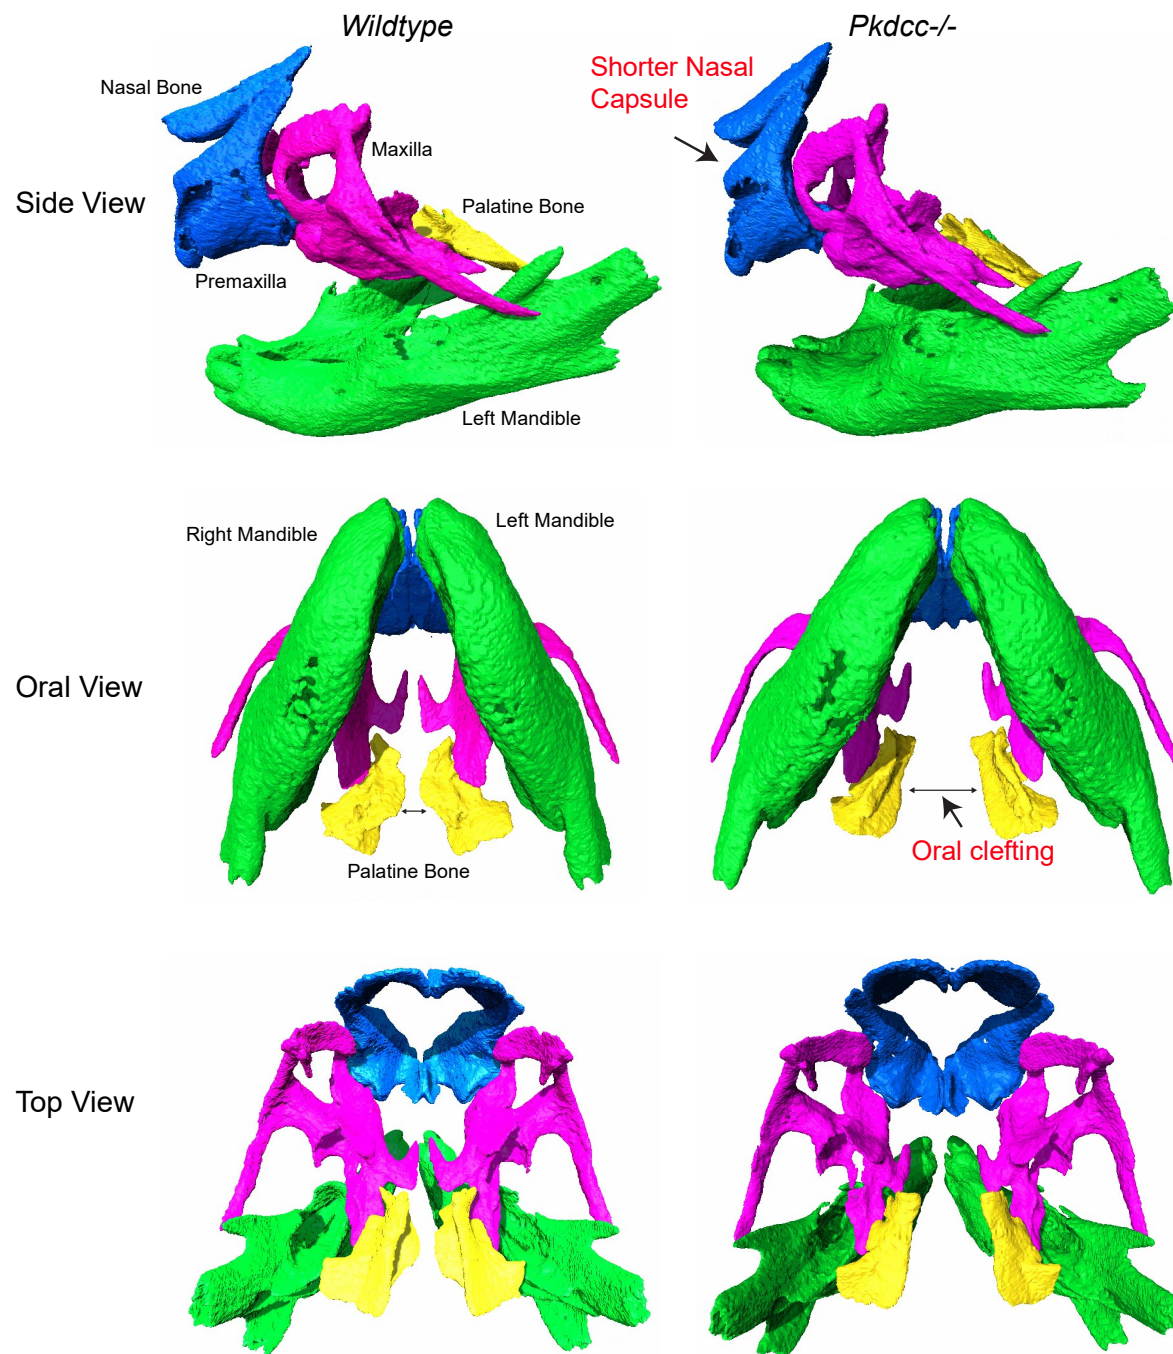 Wildtype
Pkdcc-/-
Nasal Bone
Shorter Nasal
Capsule
Maxilla
Side View
Palatine Bone
Premaxilla
Left Mandible
Right Mandible
Left Mandible
Oral View
Oral clefting
Palatine Bone
Top View